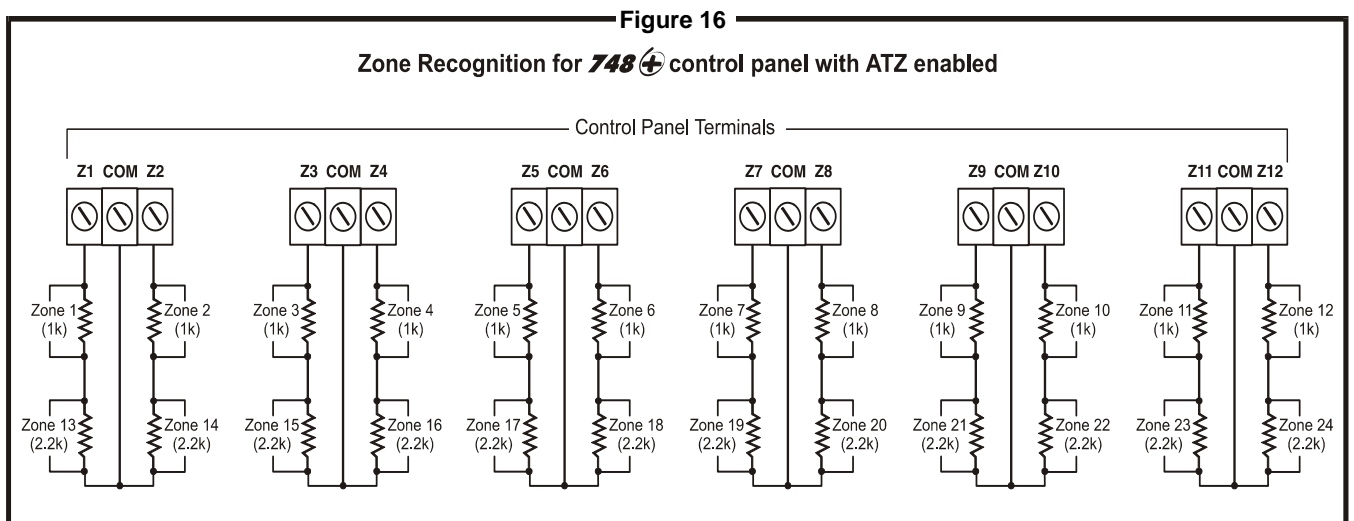 Figure 16
Zone Recognition for 748+ control panel with ATZ enabled
Control Panel Terminals
Z1 COM Z2 Z3 COM Z4 Z5 COM Z6 Z7 COM Z8 Z9 COM Z10 Z11 COM Z12
Zone 1 Zone 2 Zone 3 Zone 4 Zone 5 Zone 6 Zone 7 Zone 8 Zone 9 Zone 10 Zone 11 Zone 12
(1k) (1k) (1k) (1k) (1k) (1k) (1k) (1k) (1k) (1k) (1k) (1k)
Zone 13 Zone 14 Zone 15 Zone 16 Zone 17 Zone 18 Zone 19 Zone 20 Zone 21 Zone 22 Zone 23 Zone 24
(2.2k) (2.2k) (2.2k) (2.2k) (2.2k) (2.2k) (2.2k) (2.2k) (2.2k) (2.2k) (2.2k) (2.2k)